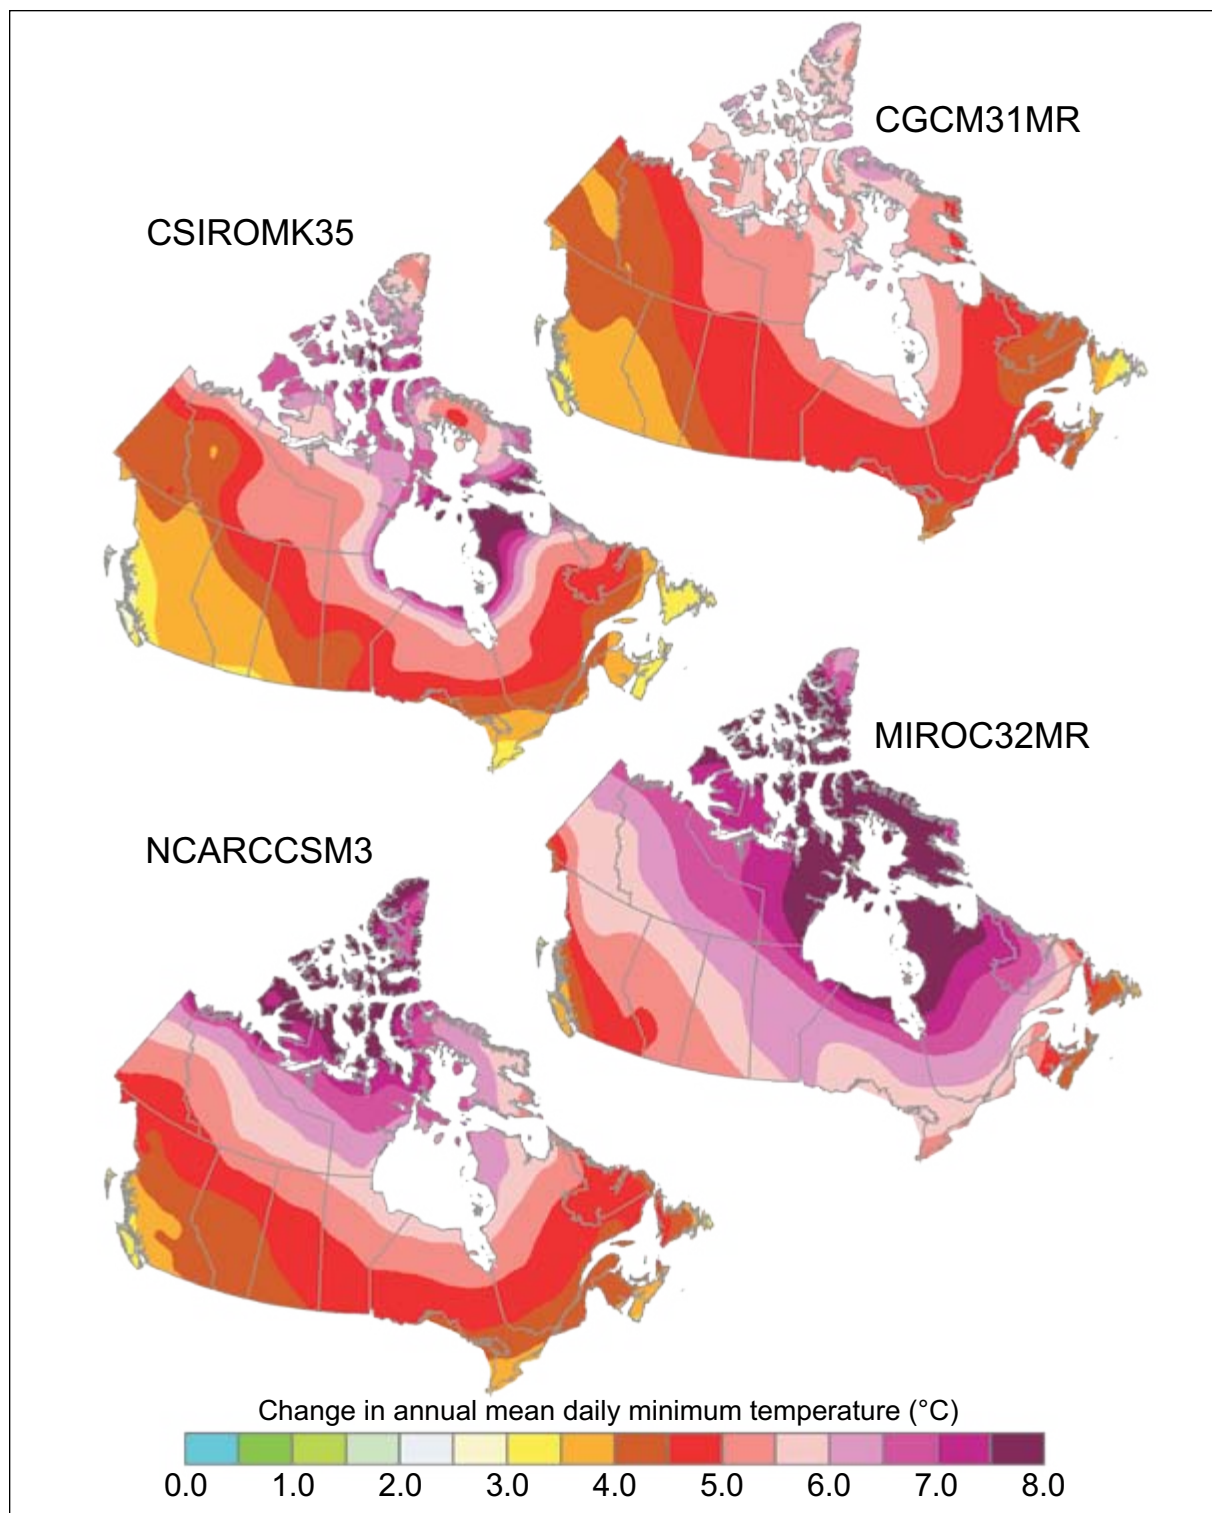 CGCM31MR
CSIROMK35
MIROC32MR
NCARCCSM3
Change in annual mean daily minimum temperature (°C)
0.0 1.0 2.0 3.0 4.0 5.0 6.0 7.0 8.0